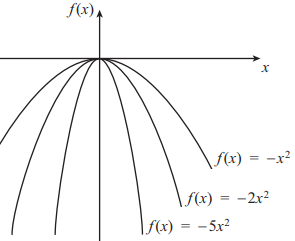 f(x)
x
f(x) = −x²
f(x) = −2x²
f(x) = −5x²